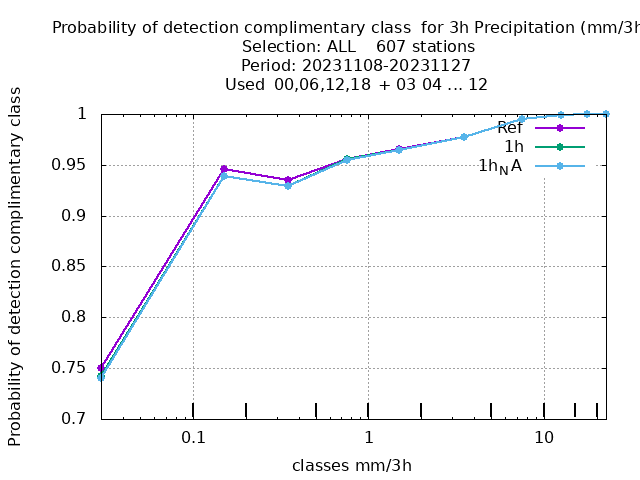 Probability of detection complimentary class for 3h Precipitation (mm/3h
Selection: ALL 607 stations
Period: 20231108-20231127
Used 00,06,12,18 + 03 04 ... 12
Probability of detection complimentary class
1
0.95
0.9
0.85
0.8
0.75
0.7
Ref
1h
1h_NA
0.1
1
10
classes mm/3h